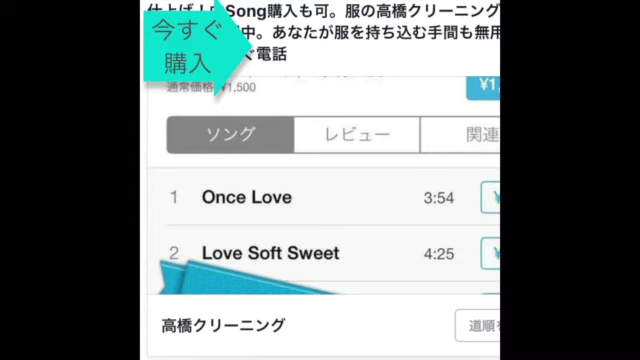 仕上げ！Song購入も可。服の高橋クリーニング
中。あなたが服を持ち込む手間も無用
電話
今すぐ
購入
通常価格 ¥1,500
¥1,
ソング
レビュー
関連
1 Once Love 3:54 ¥
2 Love Soft Sweet 4:25 ¥
高橋クリーニング
道順